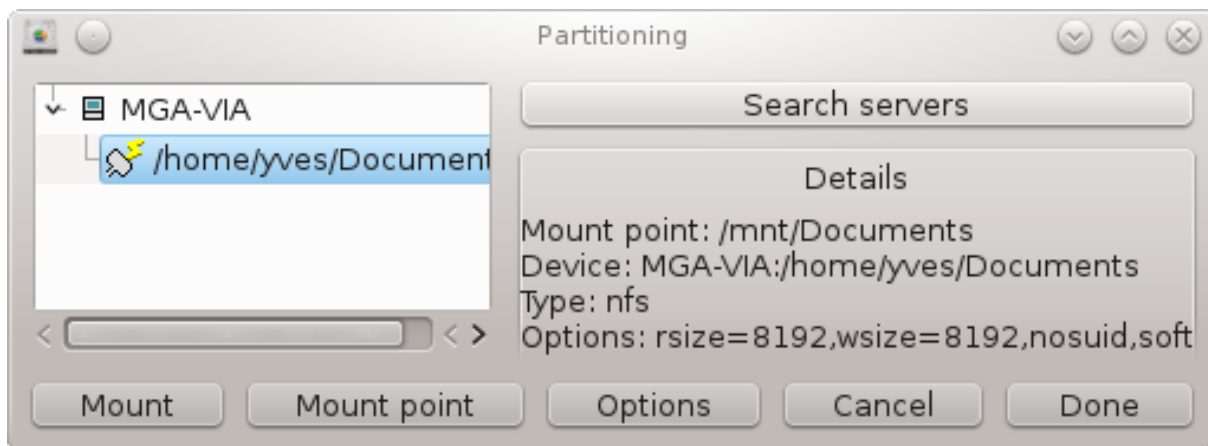 Partitioning
MGA-VIA
/home/yves/Document
Search servers
Details
Mount point: /mnt/Documents
Device: MGA-VIA:/home/yves/Documents
Type: nfs
Options: rsize=8192,wsize=8192,nosuid,soft
Mount
Mount point
Options
Cancel
Done